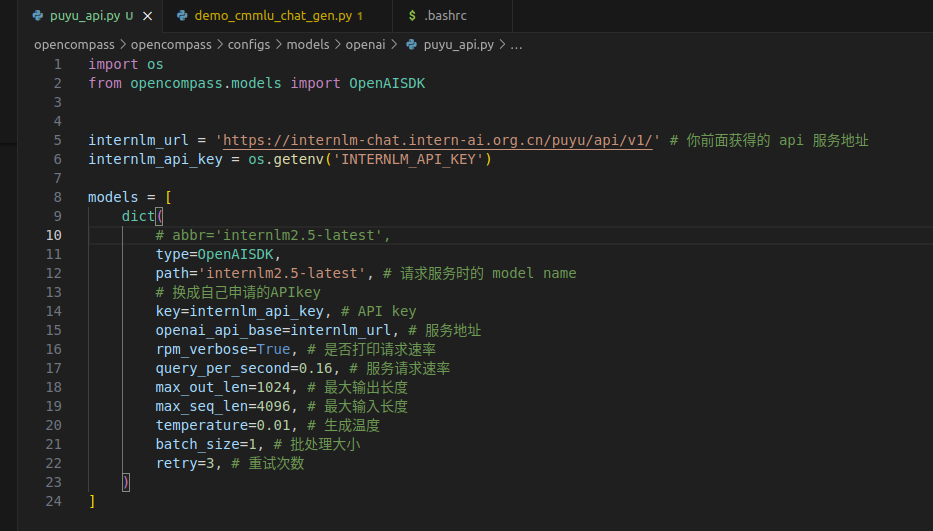 puyu_api.py U
demo_cmmlu_chat_gen.py 1
$ .bashrc
opencompass > opencompass > configs > models > openai > puyu_api.py > ...
1 import os
2 from opencompass.models import OpenAISDK
3
4
5 internlm_url = 'https://internlm-chat.intern-ai.org.cn/puyu/api/v1/' # 你前面获得的 api 服务地址
6 internlm_api_key = os.getenv('INTERNLM_API_KEY')
7
8 models = [
9     dict(
10         # abbr='internlm2.5-latest',
11         type=OpenAISDK,
12         path='internlm2.5-latest', # 请求服务时的 model name
13         # 换成自己申请的APIkey
14         key=internlm_api_key, # API key
15         openai_api_base=internlm_url, # 服务地址
16         rpm_verbose=True, # 是否打印请求速率
17         query_per_second=0.16, # 服务请求速率
18         max_out_len=1024, # 最大输出长度
19         max_seq_len=4096, # 最大输入长度
20         temperature=0.01, # 生成温度
21         batch_size=1, # 批处理大小
22         retry=3, # 重试次数
23     )
24 ]